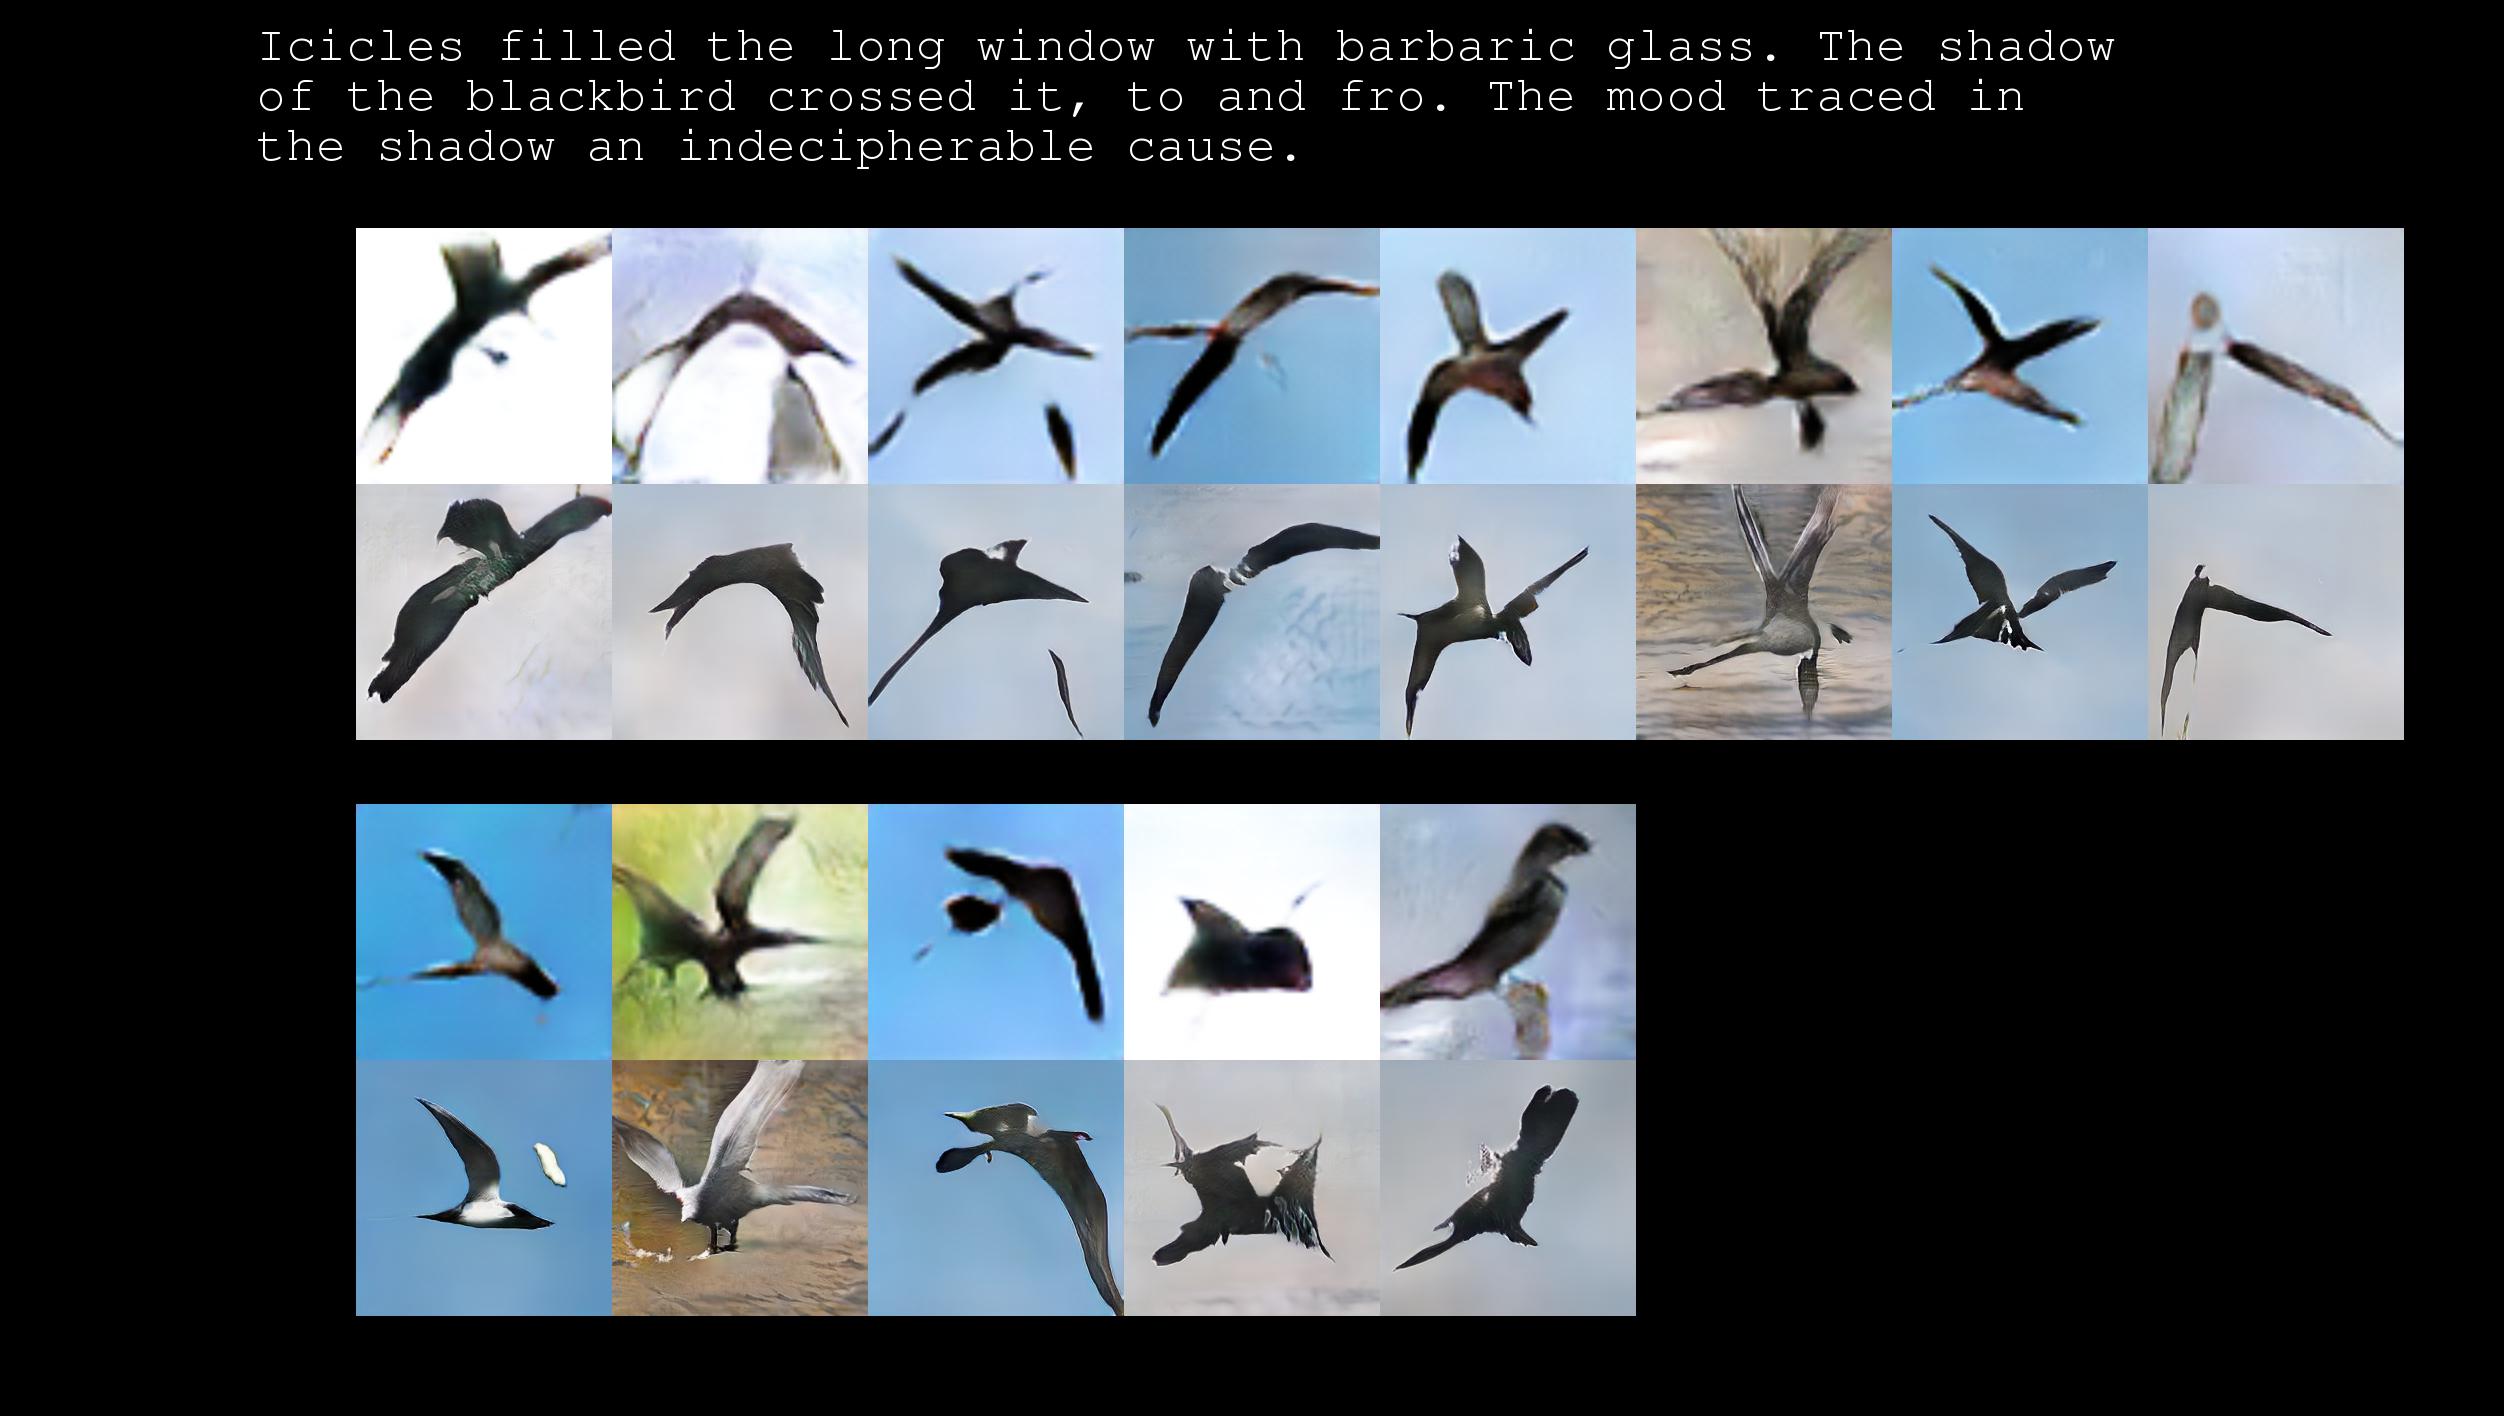 Icicles filled the long window with barbaric glass. The shadow
of the blackbird crossed it, to and fro. The mood traced in
the shadow an indecipherable cause.